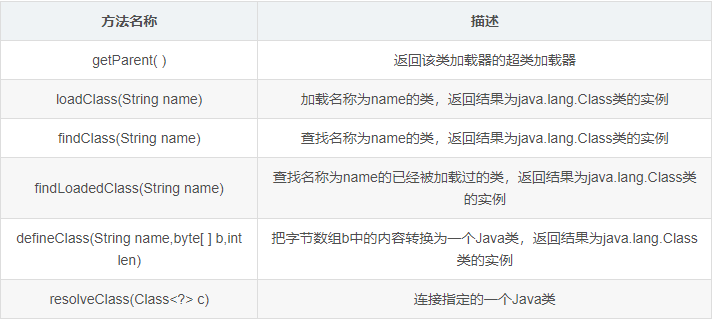 方法名称
描述
getParent( )
返回该类加载器的超类加载器
loadClass(String name)
加载名称为name的类，返回结果为java.lang.Class类的实例
findClass(String name)
查找名称为name的类，返回结果为java.lang.Class类的实例
findLoadedClass(String name)
查找名称为name的已经被加载过的类，返回结果为java.lang.Class类
的实例
defineClass(String name,byte[ ] b,int
len)
把字节数组b中的内容转换为一个Java类，返回结果为java.lang.Class
类的实例
resolveClass(Class<?> c)
连接指定的一个Java类